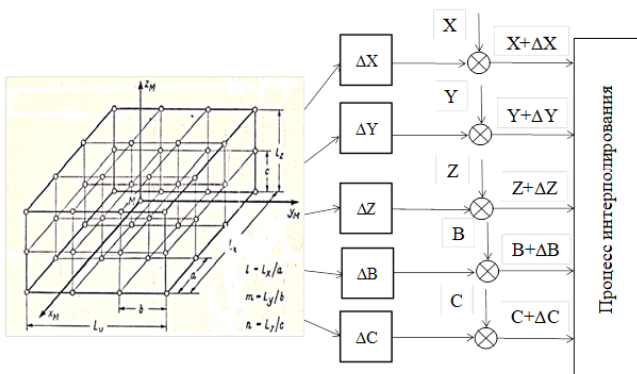 X
X+ΔX
ΔX
Y
Y+ΔY
ΔY
Z
Z+ΔZ
ΔZ
B
B+ΔB
ΔB
C
C+ΔC
ΔC
Процесс интерполирования
z_M
L_z
c
M
y_M
L_x
a
l = L_x/a
b
m = L_y/b
x_M
L_y
n = L_z/c